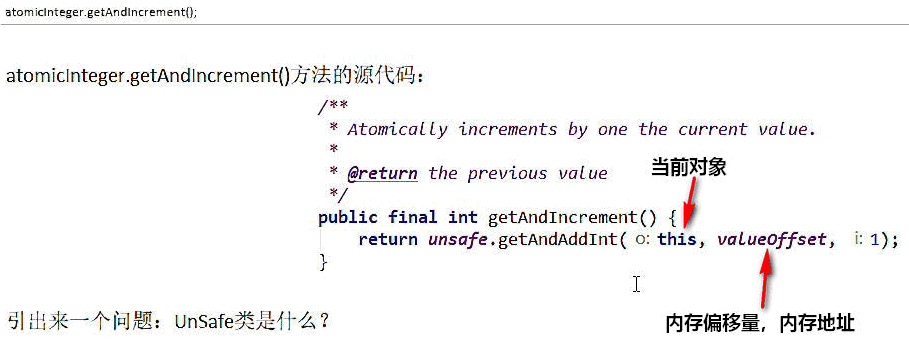 atomicInteger.getAndIncrement();
atomicInteger.getAndIncrement()方法的源代码：
/**
* Atomically increments by one the current value.
*
* @return the previous value
*/
当前对象
public final int getAndIncrement() {
return unsafe.getAndAddInt( o: this, valueOffset, i: 1);
}
内存偏移量，内存地址
引出来一个问题：UnSafe类是什么？